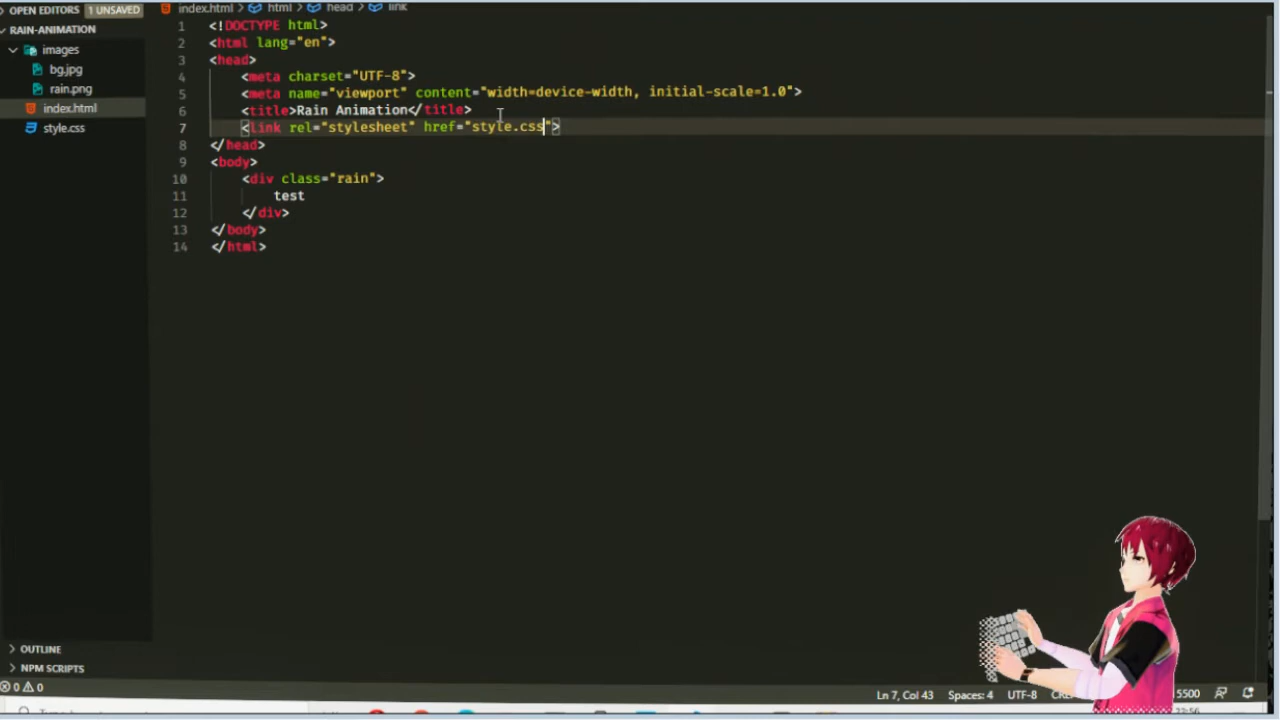 OPEN EDITORS 1 UNSAVED
RAIN-ANIMATION
images
bg.jpg
rain.png
index.html
style.css
OUTLINE
NPM SCRIPTS
index.html > html > head > link
1 <!DOCTYPE html>
2 <html lang="en">
3 <head>
4 <meta charset="UTF-8">
5 <meta name="viewport" content="width=device-width, initial-scale=1.0">
6 <title>Rain Animation</title>
7 <link rel="stylesheet" href="style.css">
8 </head>
9 <body>
10 <div class="rain">
11 test
12 </div>
13 </body>
14 </html>
0 0
Ln 7, Col 43 Spaces: 4 UTF-8 5500